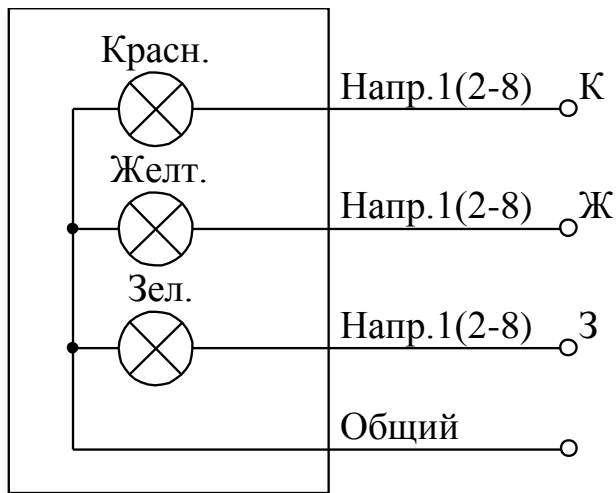 Красн.
Напр.1(2-8) К
Желт.
Напр.1(2-8) Ж
Зел.
Напр.1(2-8) З
Общий